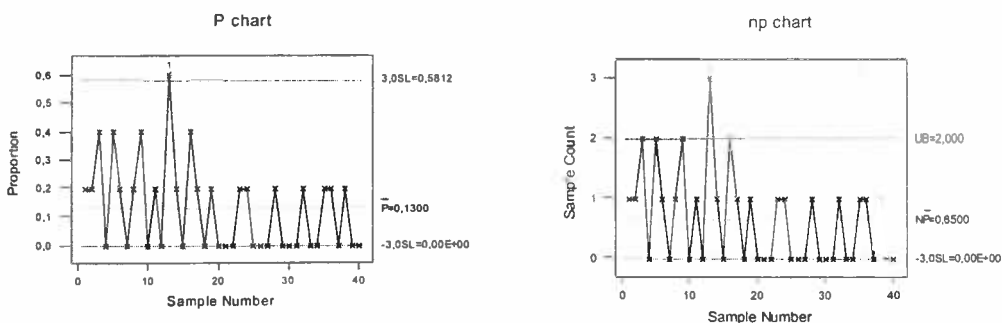 P chart
1
0,6
0,5
0,4
0,3
0,2
0,1
0,0
Proportion
3,0SL=0,5812
P=0,1300
-3,0SL=0,00E+00
0
10
20
30
40
Sample Number
np chart
3
2
1
0
Sample Count
UB=2,000
NP=0,6500
-3,0SL=0,00E+00
0
10
20
30
40
Sample Number